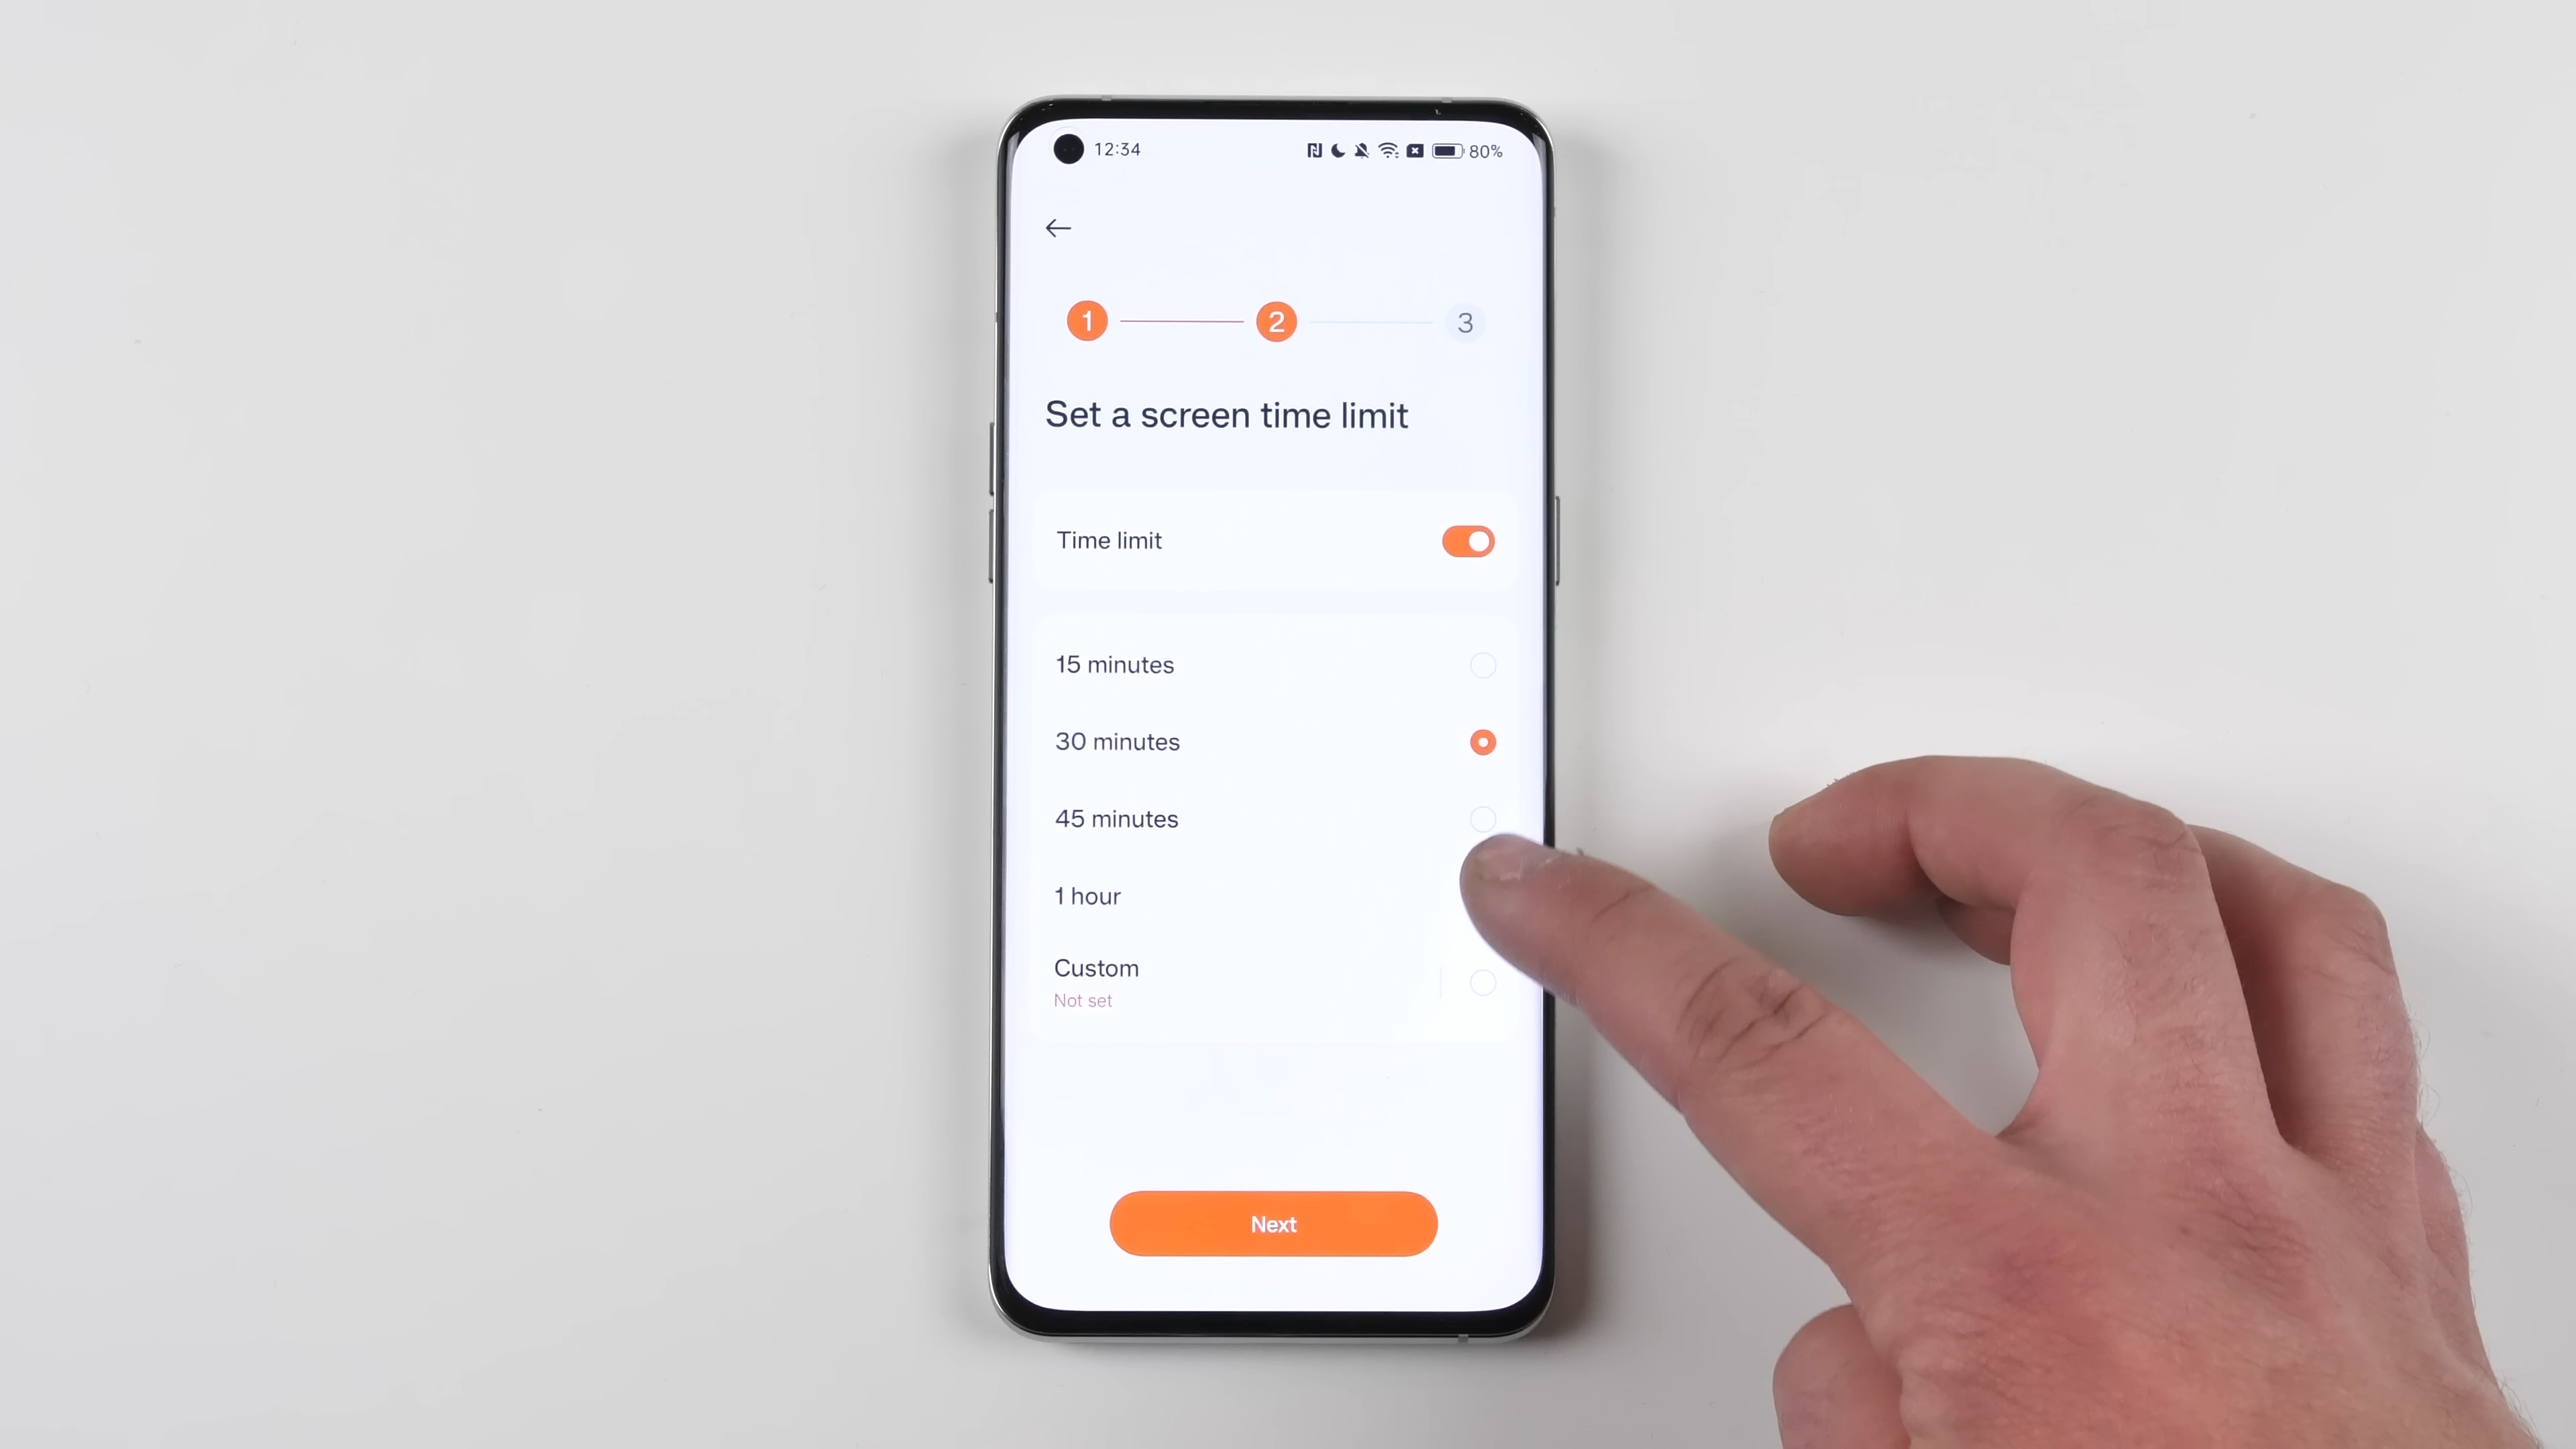 12:34 80%
1 2 3
Set a screen time limit
Time limit
15 minutes
30 minutes
45 minutes
1 hour
Custom
Not set
Next